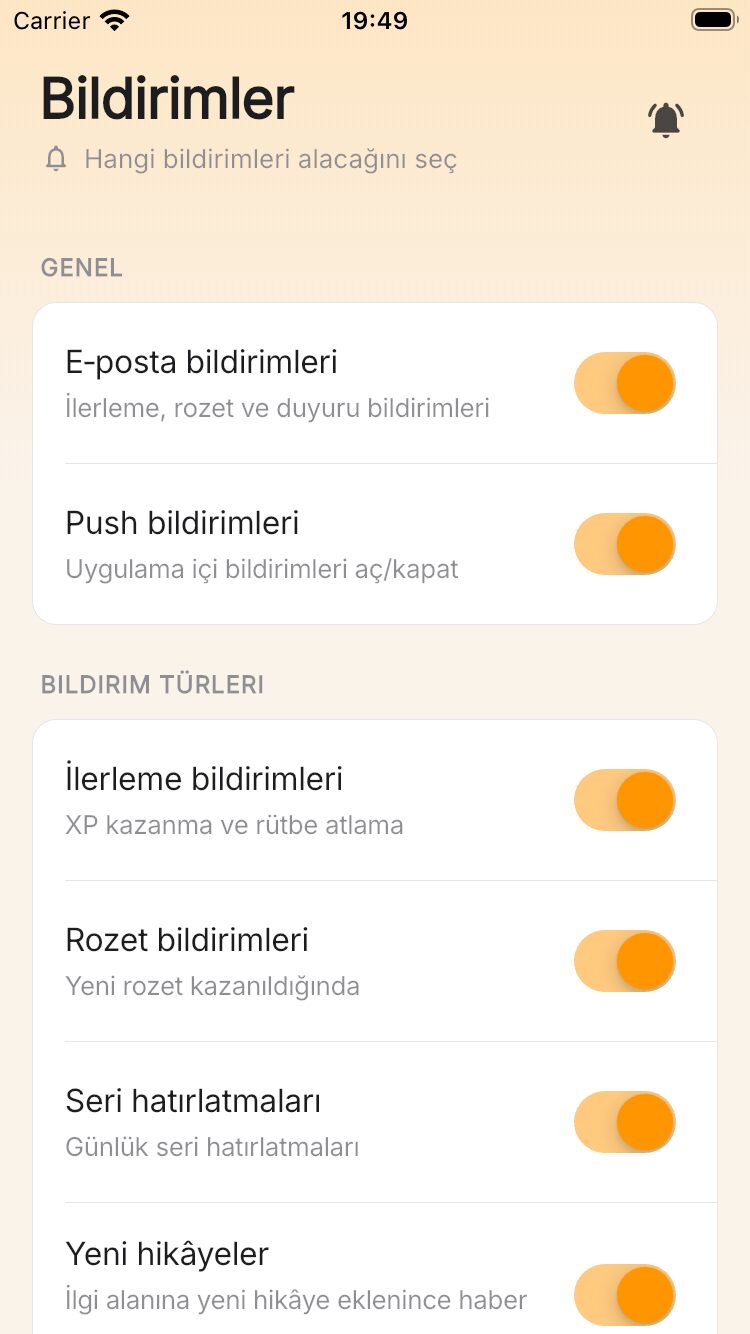 Carrier
19:49
Bildirimler
Hangi bildirimleri alacağını seç
GENEL
E-posta bildirimleri
İlerleme, rozet ve duyuru bildirimleri
Push bildirimleri
Uygulama içi bildirimleri aç/kapat
BILDIRIM TÜRLERI
İlerleme bildirimleri
XP kazanma ve rütbe atlama
Rozet bildirimleri
Yeni rozet kazanıldığında
Seri hatırlatmaları
Günlük seri hatırlatmaları
Yeni hikâyeler
İlgi alanına yeni hikâye eklenince haber